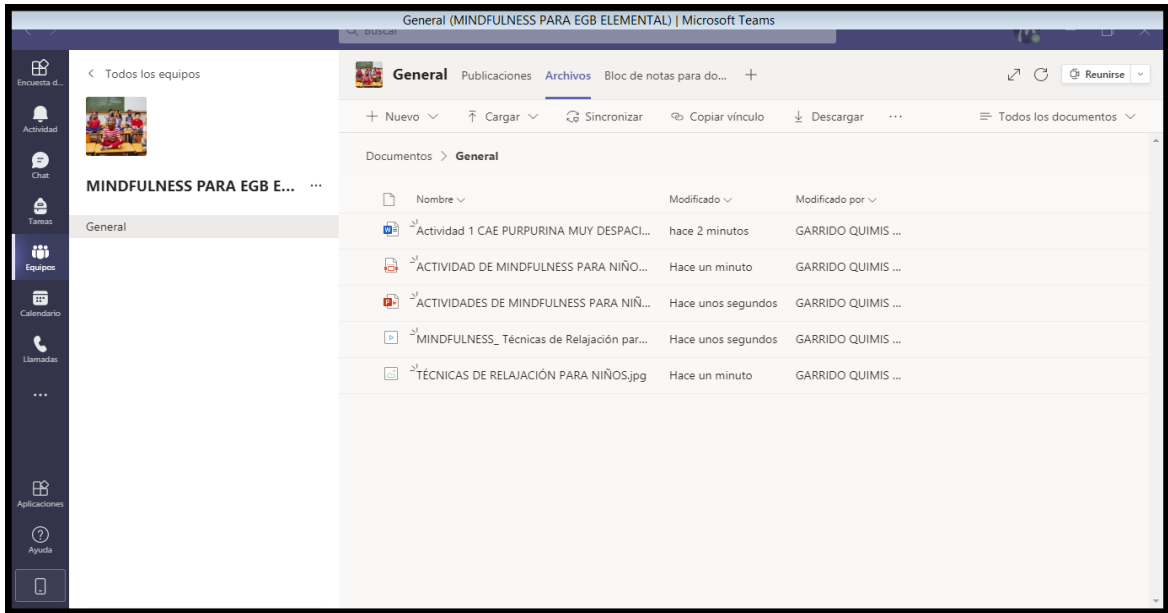 General (MINDFULNESS PARA EGB ELEMENTAL) | Microsoft Teams
Buscar
Encuesta d...
Actividad
Chat
Tareas
Equipos
Calendario
Llamadas
Aplicaciones
Ayuda
Todos los equipos
MINDFULNESS PARA EGB E... ...
General
General Publicaciones Archivos Bloc de notas para do... +
Reunirse
+ Nuevo Cargar Sincronizar Copiar vínculo Descargar ... Todos los documentos
Documentos > General
Nombre Modificado Modificado por
Actividad 1 CAE PURPURINA MUY DESPACI... hace 2 minutos GARRIDO QUIMIS ...
ACTIVIDAD DE MINDFULNESS PARA NIÑO... Hace un minuto GARRIDO QUIMIS ...
ACTIVIDADES DE MINDFULNESS PARA NIÑ... Hace unos segundos GARRIDO QUIMIS ...
MINDFULNESS_ Técnicas de Relajación par... Hace unos segundos GARRIDO QUIMIS ...
TÉCNICAS DE RELAJACIÓN PARA NIÑOS.jpg Hace un minuto GARRIDO QUIMIS ...